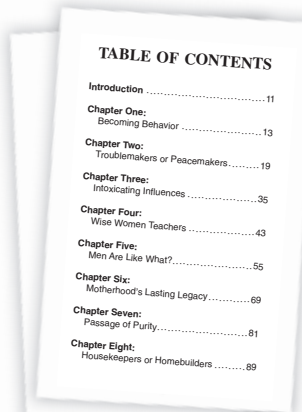 TABLE OF CONTENTS
Introduction ................................11
Chapter One:
Becoming Behavior .....................13
Chapter Two:
Troublemakers or Peacemakers.........19
Chapter Three:
Intoxicating Influences ..................35
Chapter Four:
Wise Women Teachers ..................43
Chapter Five:
Men Are Like What?.....................55
Chapter Six:
Motherhood's Lasting Legacy...........69
Chapter Seven:
Passage of Purity..........................81
Chapter Eight:
Housekeepers or Homebuilders .........89